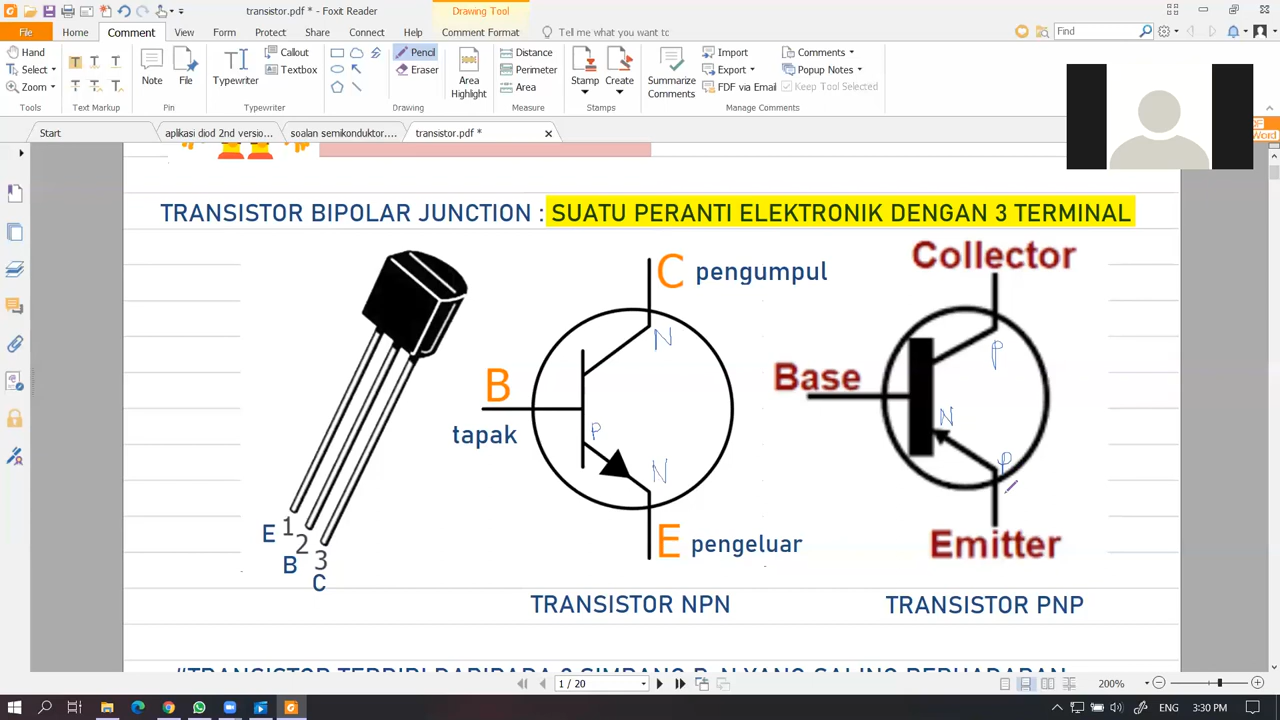 transistor.pdf * - Foxit Reader
Drawing Tool
File Home Comment View Form Protect Share Connect Help Comment Format Tell me what you want to do Find
Hand
Select
Zoom
Tools
Text Markup
Note
File
Pin
Typewriter
Callout
Textbox
Typewriter
Pencil
Eraser
Drawing
Area Highlight
Distance
Perimeter
Area
Measure
Stamp
Create
Stamps
Summarize Comments
Import
Export
FDF via Email
Comments
Popup Notes
Keep Tool Selected
Manage Comments
Start
aplikasi diod 2nd versio...
soalan semikonduktor....
transistor.pdf *
Word
TRANSISTOR BIPOLAR JUNCTION : SUATU PERANTI ELEKTRONIK DENGAN 3 TERMINAL
C pengumpul
N
B
tapak
P
N
E pengeluar
Collector
P
Base
N
P
Emitter
E 1
2
B
3
C
TRANSISTOR NPN
TRANSISTOR PNP
1 / 20
200%
ENG
3:30 PM